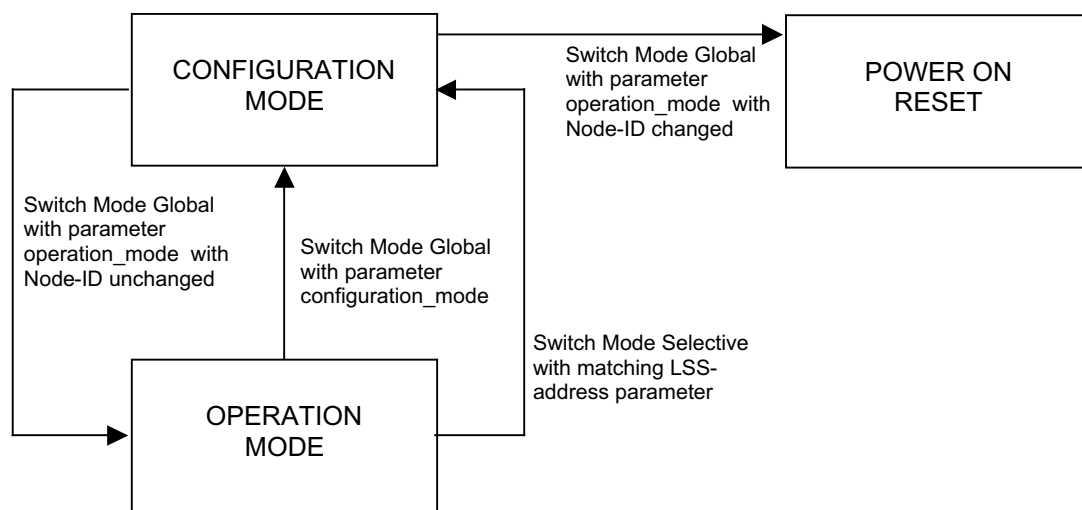 CONFIGURATION
MODE
Switch Mode Global
with parameter
operation_mode with
Node-ID changed
POWER ON
RESET
Switch Mode Global
with parameter
operation_mode with
Node-ID unchanged
Switch Mode Global
with parameter
configuration_mode
Switch Mode Selective
with matching LSS-
address parameter
OPERATION
MODE